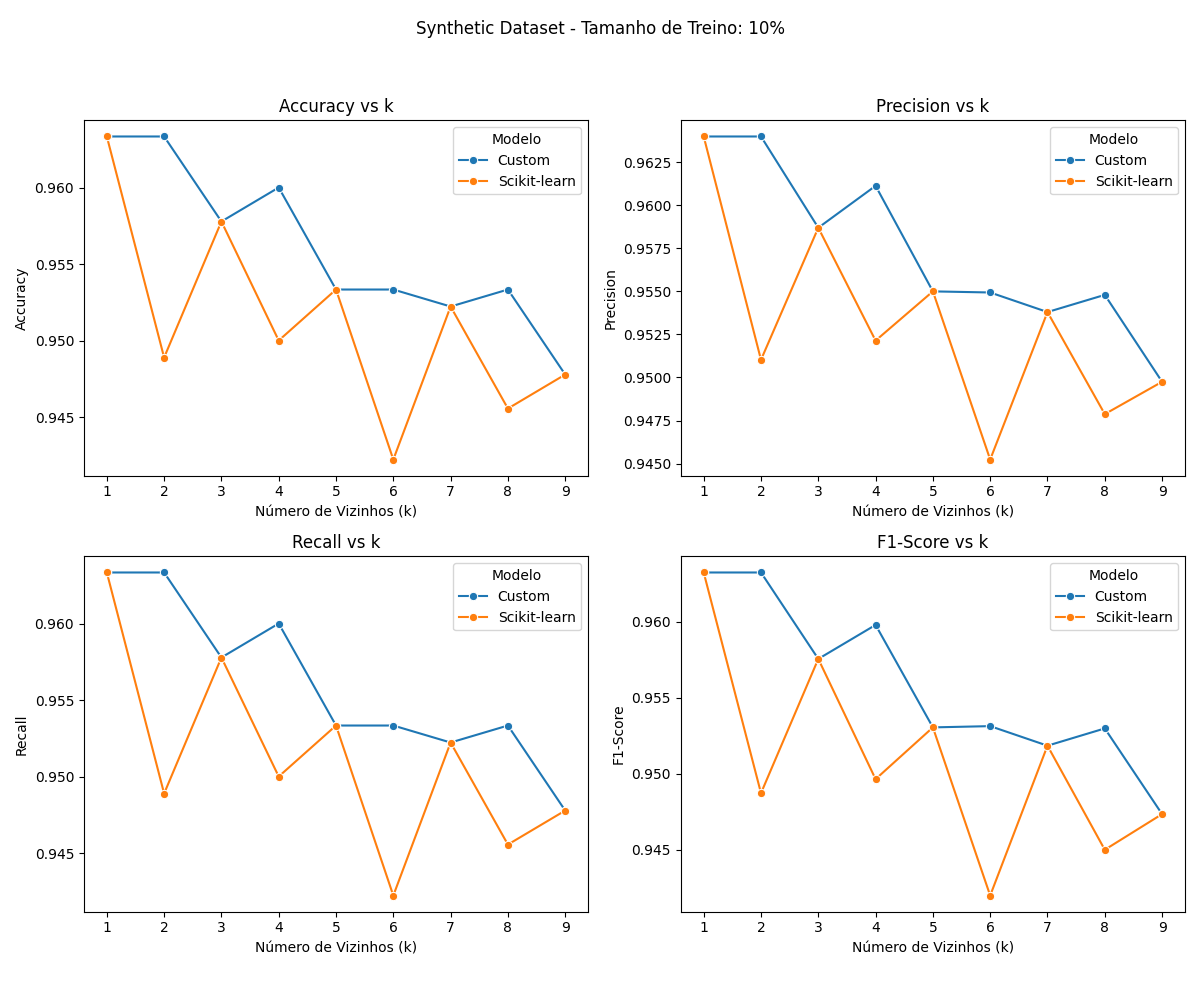 Synthetic Dataset - Tamanho de Treino: 10%
Accuracy vs k
Modelo
Custom
Scikit-learn
Accuracy
0.960
0.955
0.950
0.945
1 2 3 4 5 6 7 8 9
Número de Vizinhos (k)
Precision vs k
Modelo
Custom
Scikit-learn
Precision
0.9625
0.9600
0.9575
0.9550
0.9525
0.9500
0.9475
0.9450
1 2 3 4 5 6 7 8 9
Número de Vizinhos (k)
Recall vs k
Modelo
Custom
Scikit-learn
Recall
0.960
0.955
0.950
0.945
1 2 3 4 5 6 7 8 9
Número de Vizinhos (k)
F1-Score vs k
Modelo
Custom
Scikit-learn
F1-Score
0.960
0.955
0.950
0.945
1 2 3 4 5 6 7 8 9
Número de Vizinhos (k)